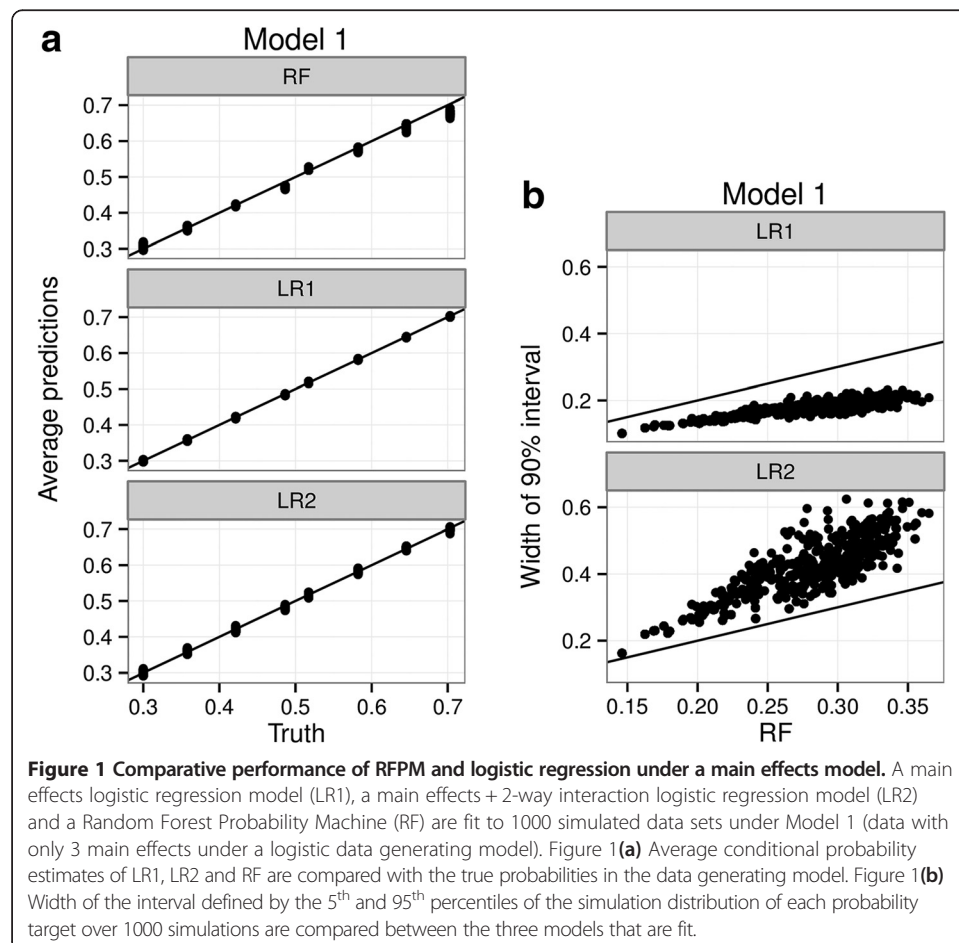 a
Model 1
RF
0.7
0.6
0.5
0.4
0.3
LR1
0.7
0.6
0.5
0.4
0.3
LR2
0.7
0.6
0.5
0.4
0.3
Average predictions
0.3 0.4 0.5 0.6 0.7
Truth
b
Model 1
LR1
0.6
0.4
0.2
LR2
0.6
0.4
0.2
Width of 90% interval
0.15 0.20 0.25 0.30 0.35
RF
Figure 1 Comparative performance of RFPM and logistic regression under a main effects model. A main
effects logistic regression model (LR1), a main effects + 2-way interaction logistic regression model (LR2)
and a Random Forest Probability Machine (RF) are fit to 1000 simulated data sets under Model 1 (data with
only 3 main effects under a logistic data generating model). Figure 1(a) Average conditional probability
estimates of LR1, LR2 and RF are compared with the true probabilities in the data generating model. Figure 1(b)
Width of the interval defined by the 5th and 95th percentiles of the simulation distribution of each probability
target over 1000 simulations are compared between the three models that are fit.